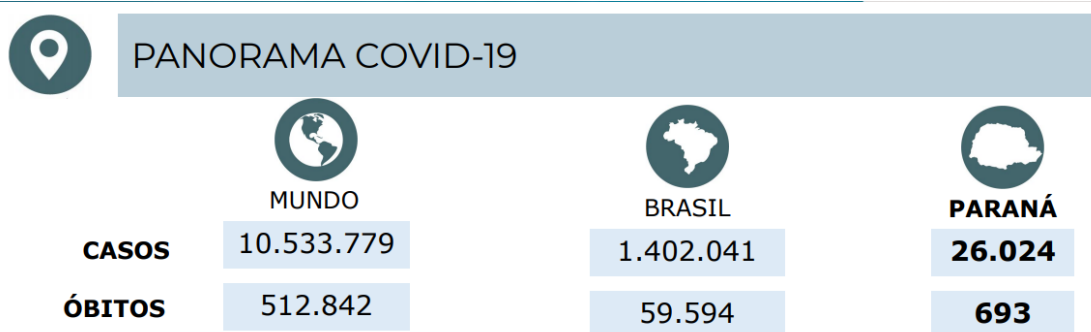 PANORAMA COVID-19
MUNDO BRASIL PARANÁ
CASOS 10.533.779 1.402.041 26.024
ÓBITOS 512.842 59.594 693